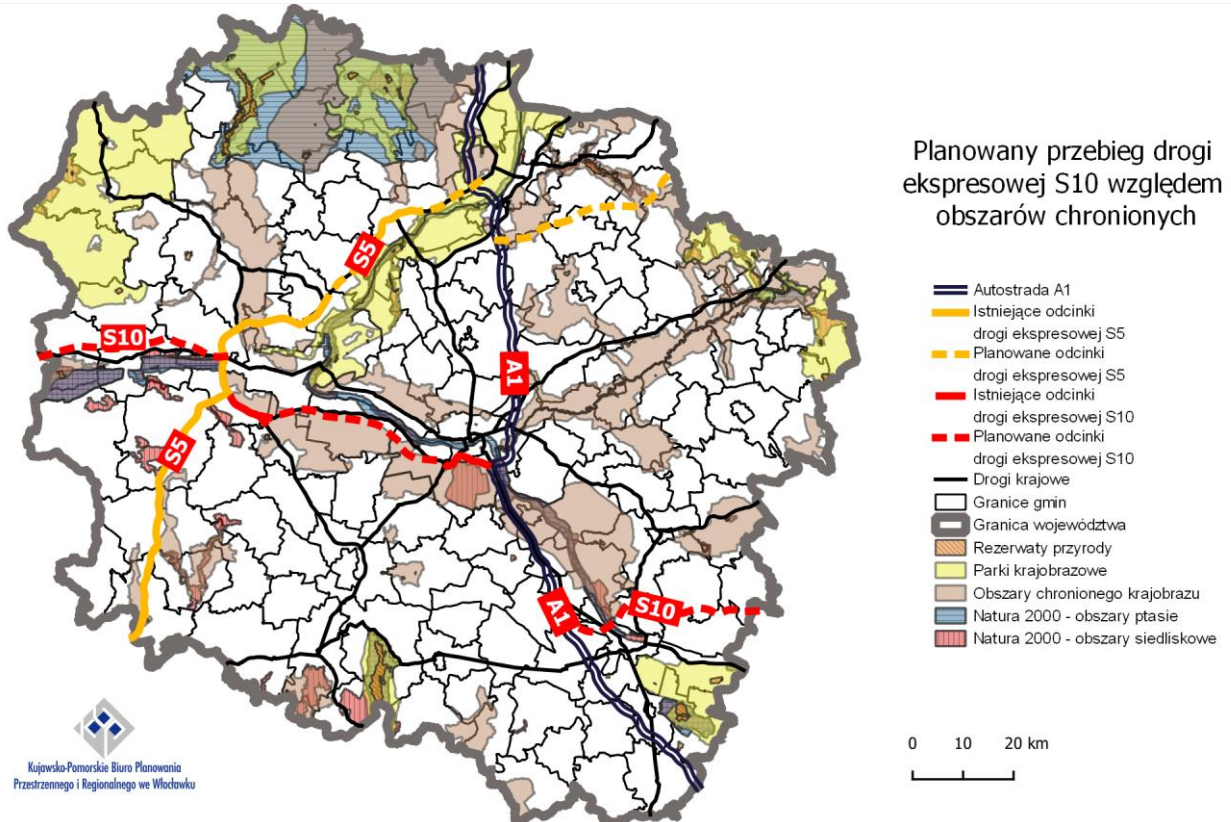 Planowany przebieg drogi
ekspresowej S10 względem
obszarów chronionych
Autostrada A1
Istniejące odcinki
drogi ekspresowej S5
Planowane odcinki
drogi ekspresowej S5
Istniejące odcinki
drogi ekspresowej S10
Planowane odcinki
drogi ekspresowej S10
Drogi krajowe
Granice gmin
Granica województwa
Rezerwaty przyrody
Parki krajobrazowe
Obszary chronionego krajobrazu
Natura 2000 - obszary ptasie
Natura 2000 - obszary siedliskowe
0 10 20 km
S5
S10
A1
S5
A1
S10
Kujawsko-Pomorskie Biuro Planowania
Przestrzennego i Regionalnego we Włocławku